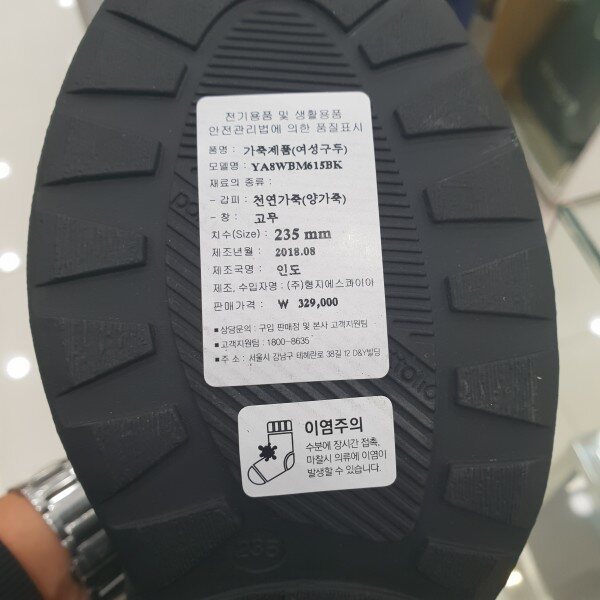 전기용품 및 생활용품
안전관리법에 의한 품질표시
품명 : 가죽제품(여성구두)
모델명 : YA8WBM615BK
재료의 종류 :
- 갑피 : 천연가죽(양가죽)
- 창 : 고무
치수(Size) : 235 mm
제조년월 : 2018.08
제조국명 : 인도
제조, 수입자명 : (주)형지에스콰이아
판매가격 : ₩ 329,000
■ 상담문의 : 구입 판매점 및 본사 고객지원팀
■ 고객지원팀 : 1800-8635
■ 주 소 : 서울시 강남구 테헤란로 38길 12 D&Y빌딩
이염주의
수분에 장시간 접촉,
마찰시 의류에 이염이
발생할 수 있습니다.
235